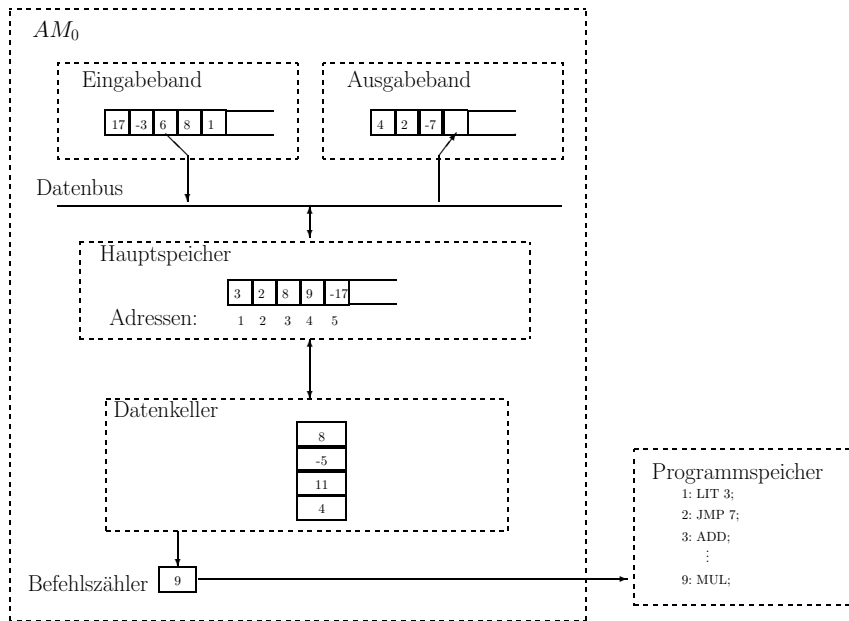 AM₀
Eingabeband
17 -3 6 8 1
Ausgabeband
4 2 -7
Datenbus
Hauptspeicher
3 2 8 9 -17
Adressen: 1 2 3 4 5
Datenkeller
8
-5
11
4
Befehlszähler 9
Programmspeicher
1: LIT 3;
2: JMP 7;
3: ADD;
⋮
9: MUL;